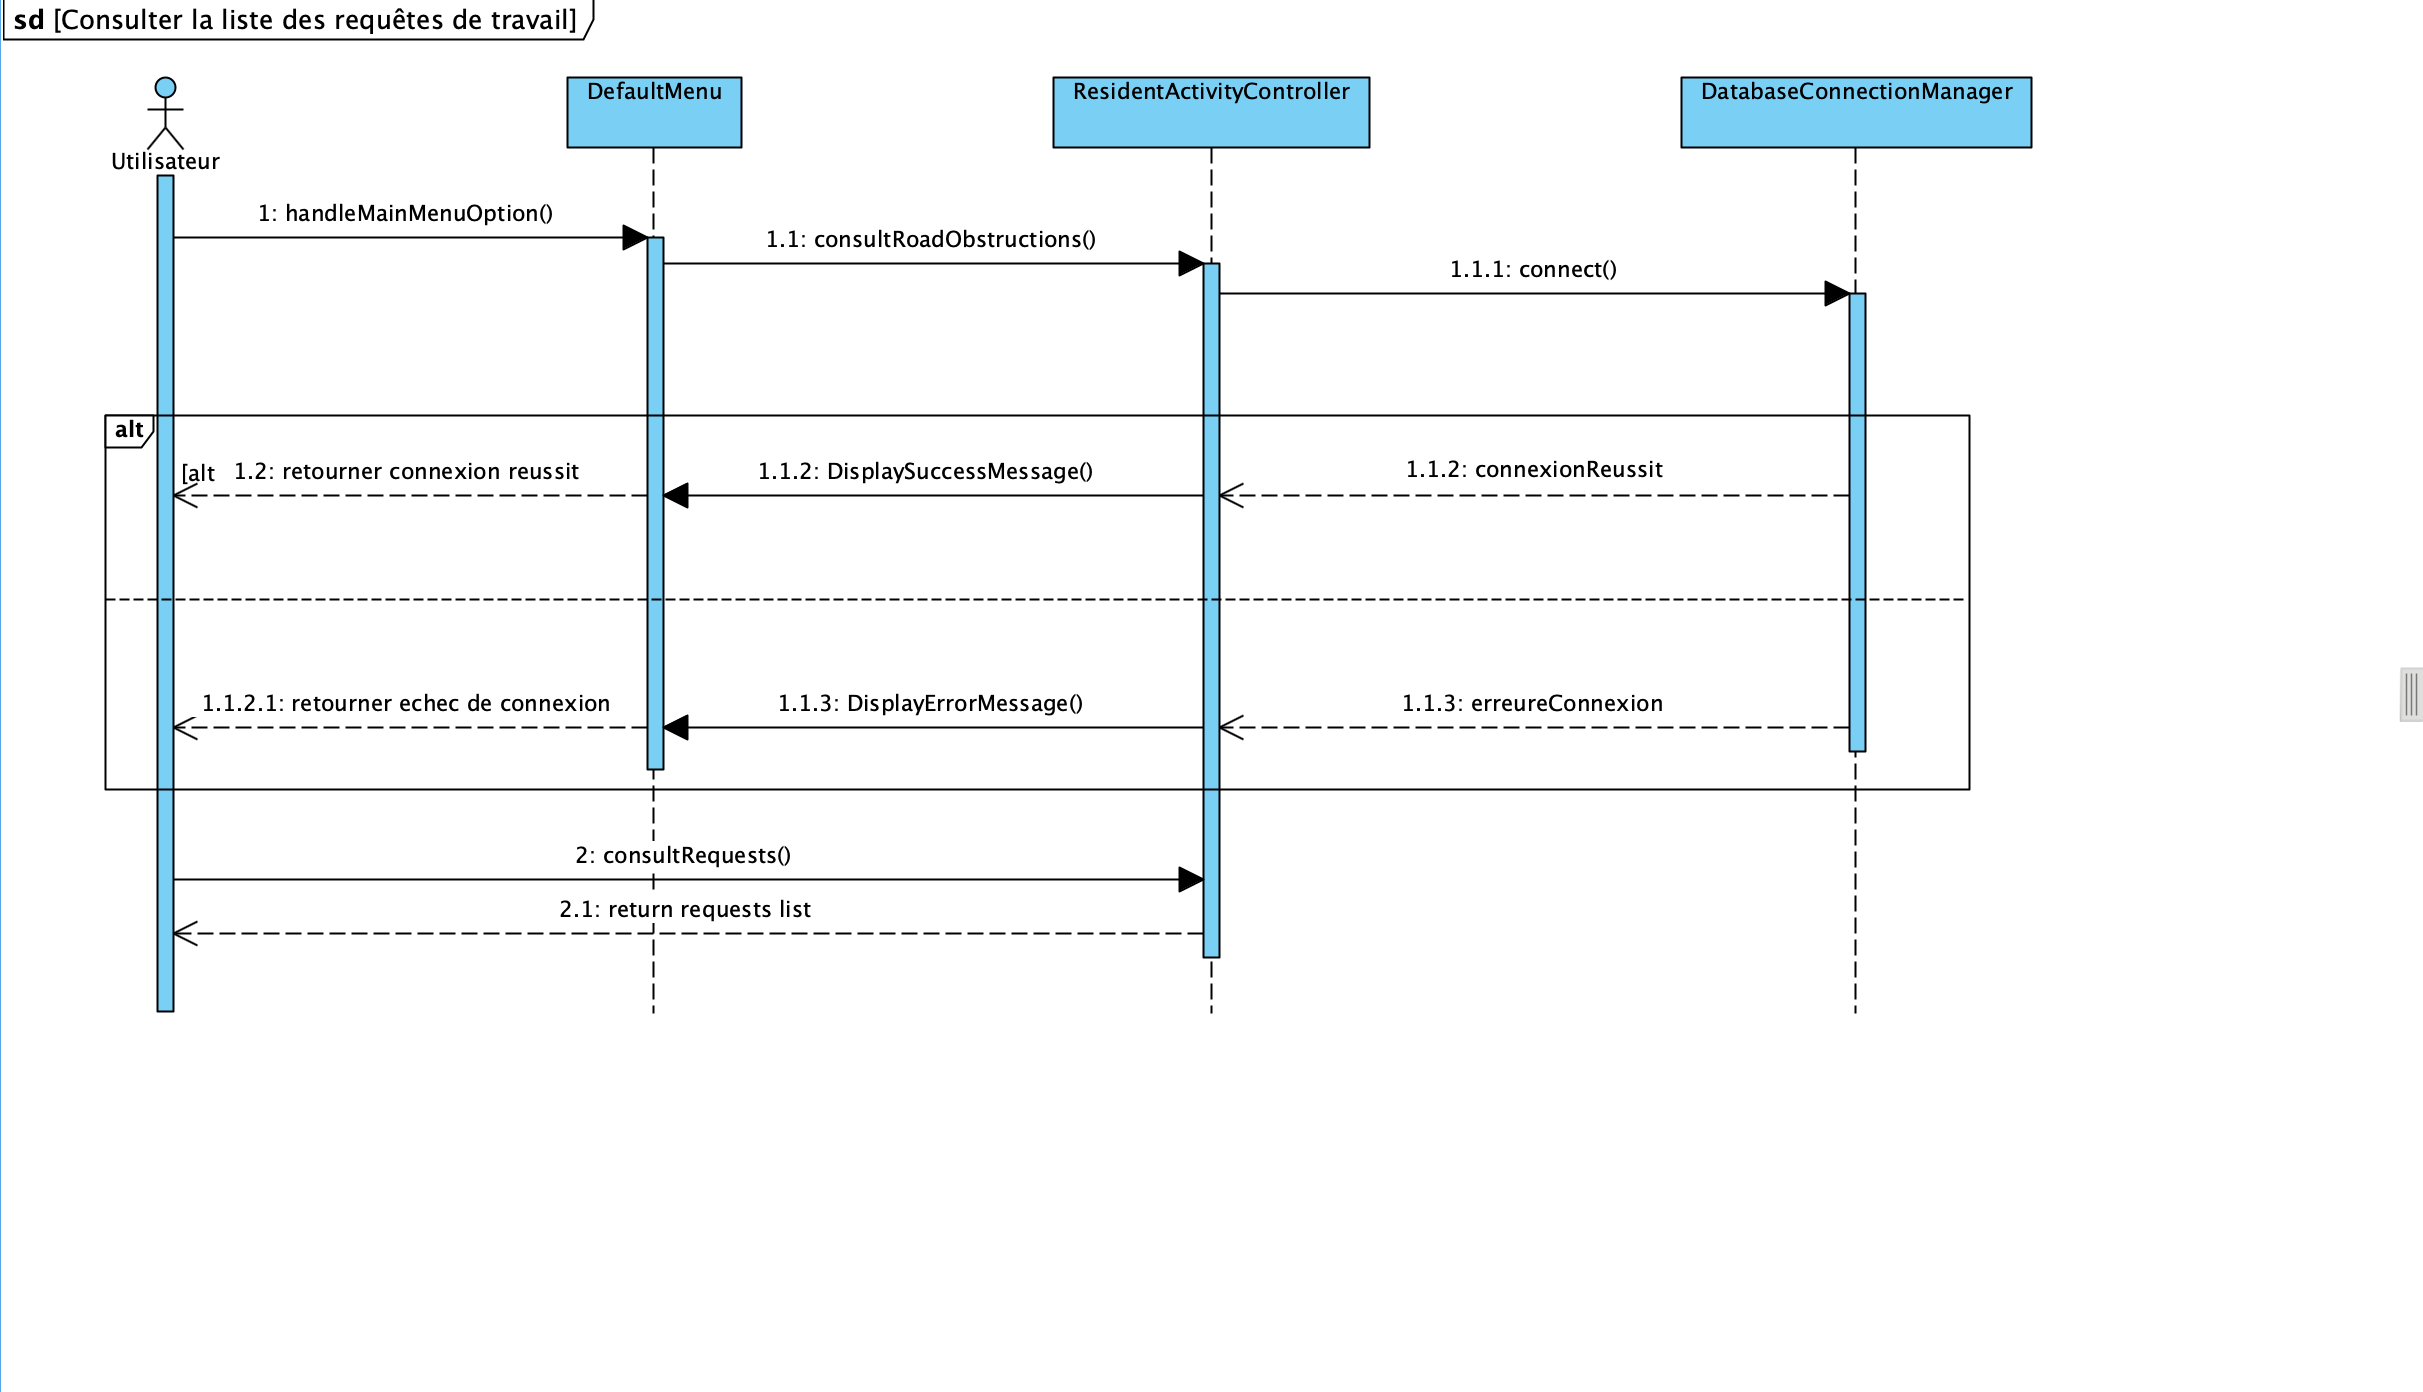 sd [Consulter la liste des requêtes de travail]
Utilisateur
DefaultMenu
ResidentActivityController
DatabaseConnectionManager
1: handleMainMenuOption()
1.1: consultRoadObstructions()
1.1.1: connect()
alt
[alt
1.2: retourner connexion reussit
1.1.2: DisplaySuccessMessage()
1.1.2: connexionReussit
1.1.2.1: retourner echec de connexion
1.1.3: DisplayErrorMessage()
1.1.3: erreureConnexion
2: consultRequests()
2.1: return requests list